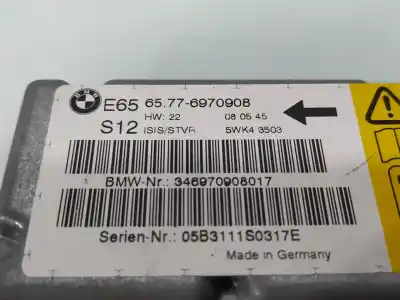 BMW
E65 65.77-6970908
HW: 22 08 05 45
S12 ISIS/STVR 5WK4 3503
BMW-Nr.: 346970908017
Serien-Nr.: 05B3111S0317E
Made in Germany